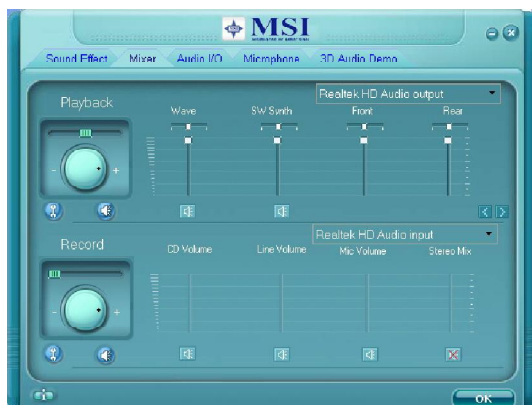 MSI
Sound Effect Mixer Audio I/O Microphone 3D Audio Demo
Realtek HD Audio output
Playback
Wave SW Synth Front Rear
- +
Realtek HD Audio input
Record
CD Volume Line Volume Mic Volume Stereo Mix
- +
OK